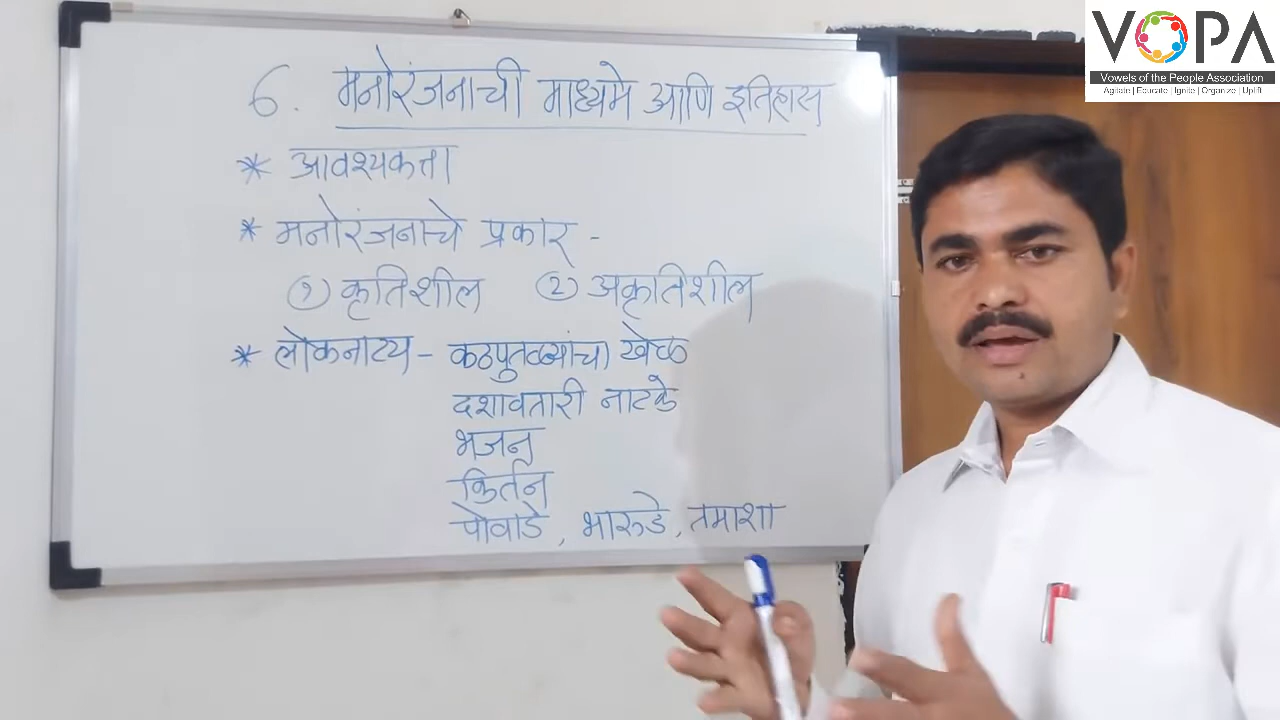 VOPA
Vowels of the People Association
Agitate | Educate | Ignite | Organize | Uplift
6. मनोरंजनाची माध्यमे आणि इतिहास
* आवश्यकता
* मनोरंजनाचे प्रकार -
① कृतिशील ② अकृतिशील
* लोकनाट्य - कठपुतळ्यांचा खेळ
दशावतारी नाटके
भजन
किर्तन
पोवाडे, भारुडे, तमाशा